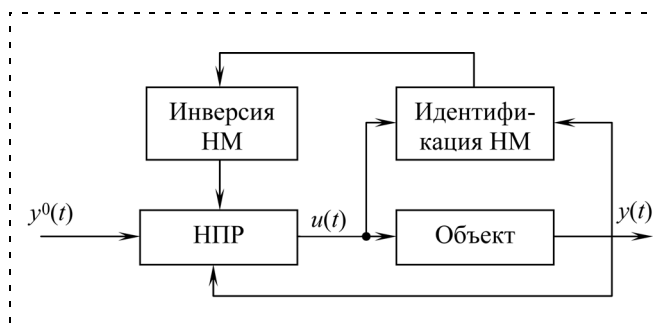 Инверсия
НМ
Идентифи-
кация НМ
y⁰(t)
НПР
u(t)
Объект
y(t)